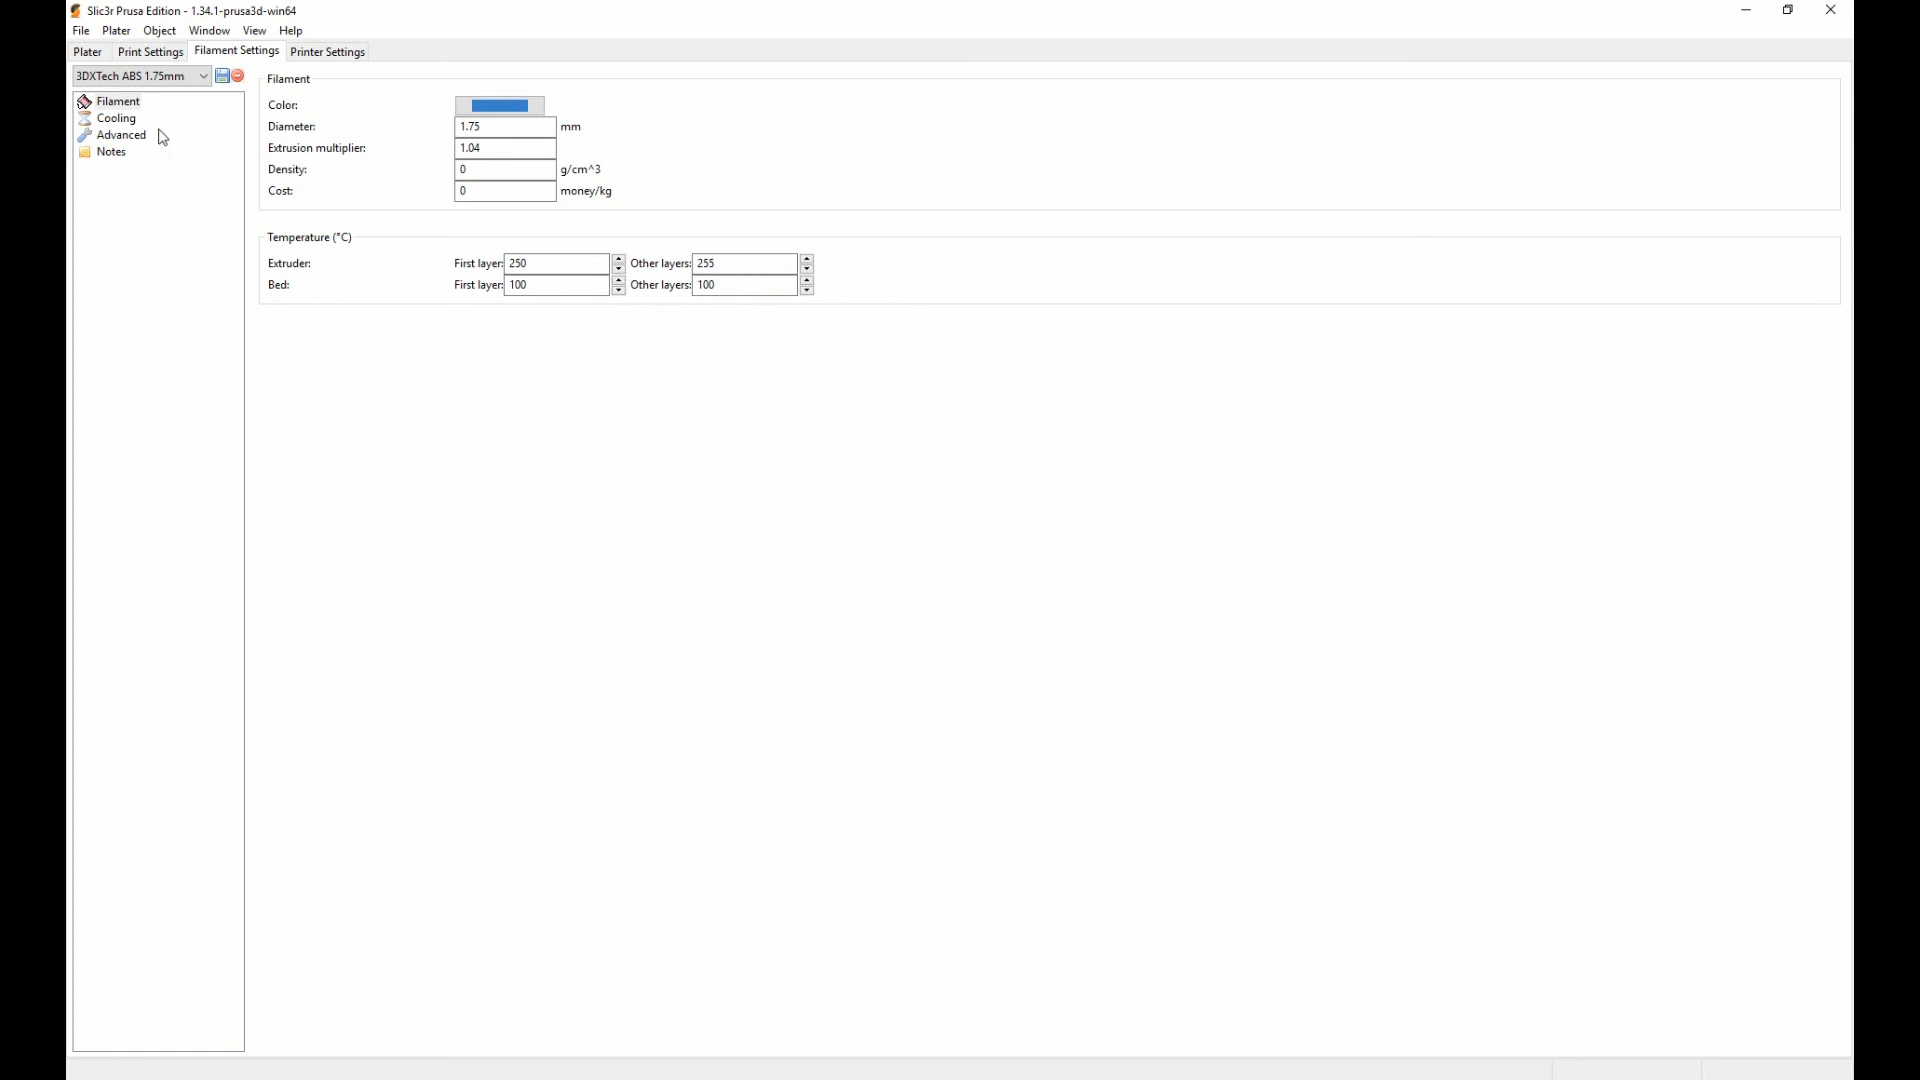 Slic3r Prusa Edition - 1.34.1-prusa3d-win64
File Plater Object Window View Help
Plater Print Settings Filament Settings Printer Settings
3DXTech ABS 1.75mm
Filament
Cooling
Advanced
Notes
Filament
Color:
Diameter: 1.75 mm
Extrusion multiplier: 1.04
Density: 0 g/cm^3
Cost: 0 money/kg
Temperature (°C)
Extruder: First layer: 250 Other layers: 255
Bed: First layer: 100 Other layers: 100